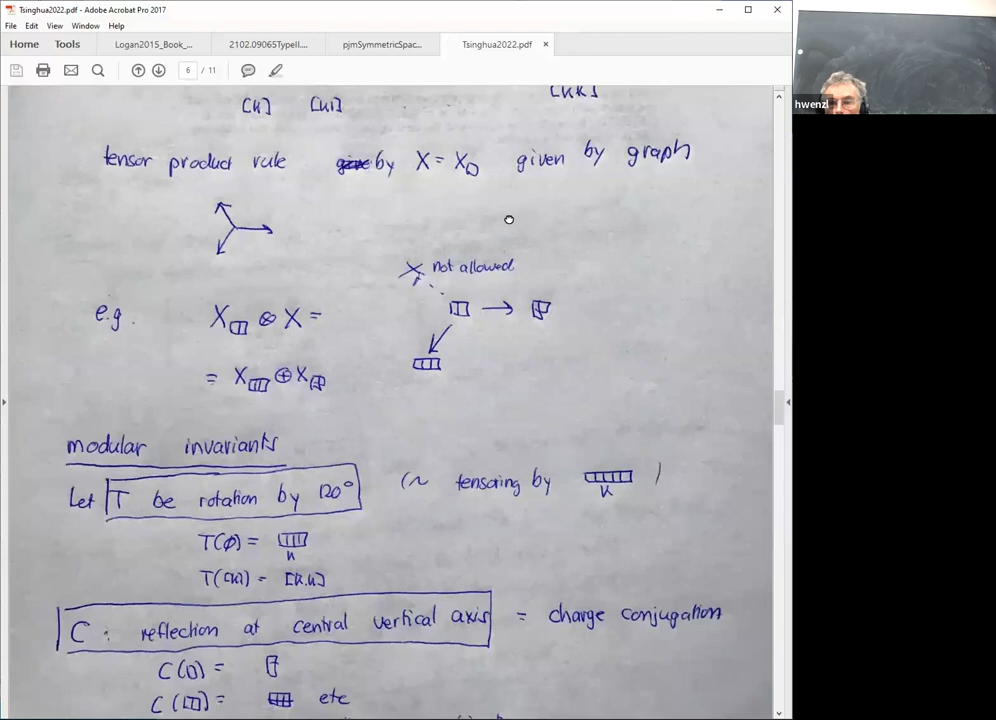 Tsinghua2022.pdf - Adobe Acrobat Pro 2017
File Edit View Window Help
Home Tools Logan2015_Book_... 2102.09065TypeII.... pjmSymmetricSpac... Tsinghua2022.pdf ×
6 / 11
hwenzl
[k] [k1] [kk]
tensor product rule by X = X□ given by graph
not allowed
e.g. X ⊗ X =
= X ⊕ X
modular invariants
Let T be rotation by 120° (~ tensoring by )
k
T(∅) =
k
T([k]) = [k,k]
C : reflection at central vertical axis = charge conjugation
C(□) =
C( ) = etc